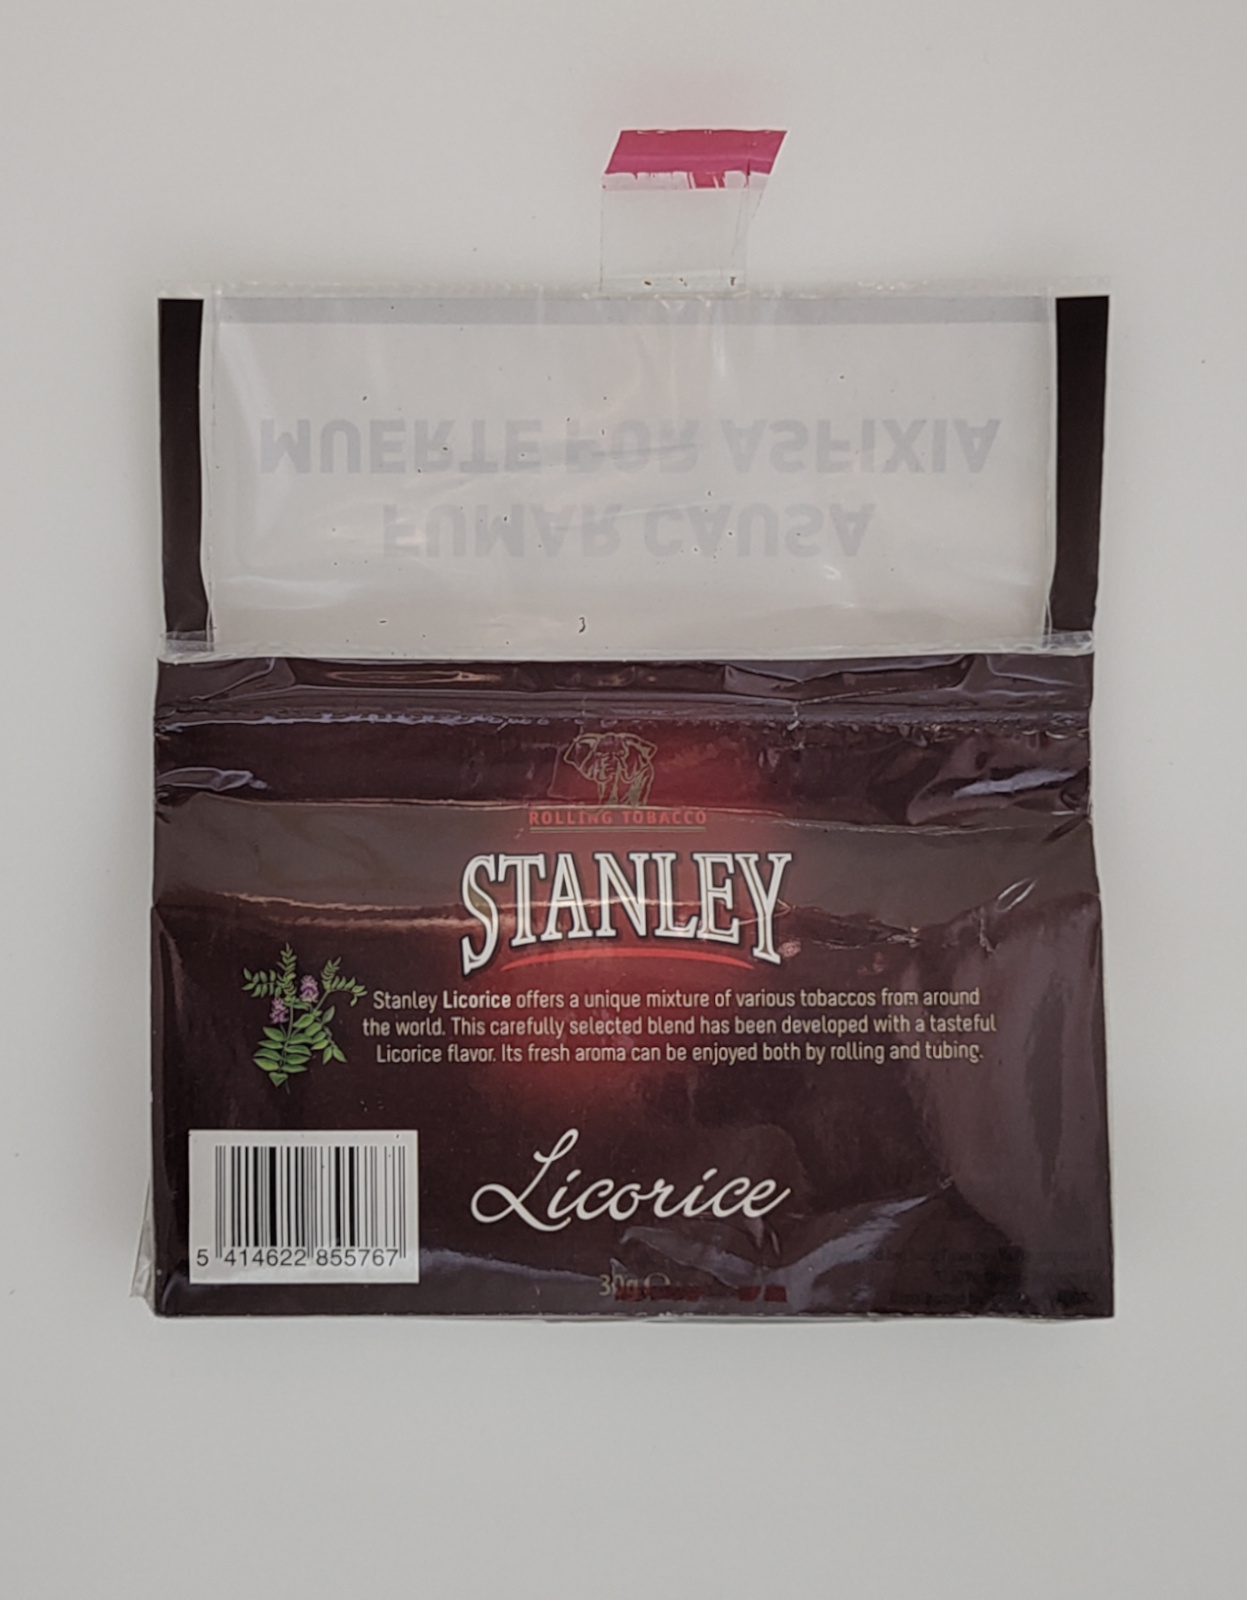 MUERTE POR ASFIXIA
FUMAR CAUSA
ROLLING TOBACCO
STANLEY
Stanley Licorice offers a unique mixture of various tobaccos from around
the world. This carefully selected blend has been developed with a tasteful
Licorice flavor. Its fresh aroma can be enjoyed both by rolling and tubing.
Licorice
5 414622 855767
30g ℮